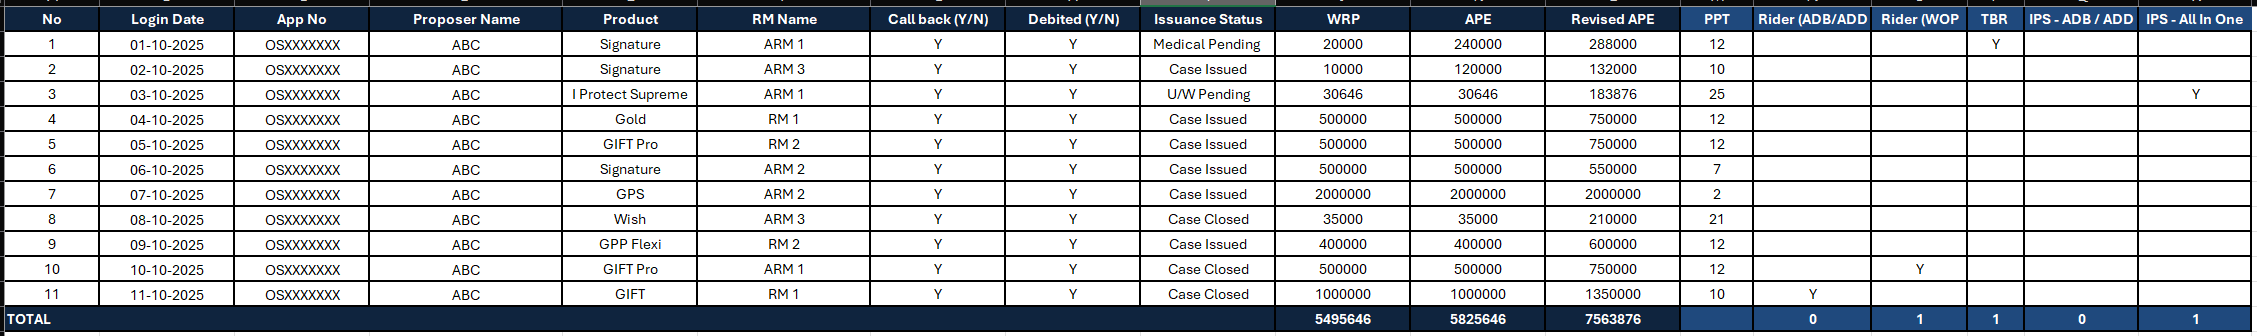 No Login Date App No Proposer Name Product RM Name Call back (Y/N) Debited (Y/N) Issuance Status WRP APE Revised APE PPT Rider (ADB/ADD Rider (WOP TBR IPS - ADB / ADD IPS - All In One
1 01-10-2025 OSXXXXXXX ABC Signature ARM 1 Y Y Medical Pending 20000 240000 288000 12 Y
2 02-10-2025 OSXXXXXXX ABC Signature ARM 3 Y Y Case Issued 10000 120000 132000 10
3 03-10-2025 OSXXXXXXX ABC I Protect Supreme ARM 1 Y Y U/W Pending 30646 30646 183876 25 Y
4 04-10-2025 OSXXXXXXX ABC Gold RM 1 Y Y Case Issued 500000 500000 750000 12
5 05-10-2025 OSXXXXXXX ABC GIFT Pro RM 2 Y Y Case Issued 500000 500000 750000 12
6 06-10-2025 OSXXXXXXX ABC Signature ARM 2 Y Y Case Issued 500000 500000 550000 7
7 07-10-2025 OSXXXXXXX ABC GPS ARM 2 Y Y Case Issued 2000000 2000000 2000000 2
8 08-10-2025 OSXXXXXXX ABC Wish ARM 3 Y Y Case Closed 35000 35000 210000 21
9 09-10-2025 OSXXXXXXX ABC GPP Flexi RM 2 Y Y Case Issued 400000 400000 600000 12
10 10-10-2025 OSXXXXXXX ABC GIFT Pro ARM 1 Y Y Case Closed 500000 500000 750000 12 Y
11 11-10-2025 OSXXXXXXX ABC GIFT RM 1 Y Y Case Closed 1000000 1000000 1350000 10 Y
TOTAL 5495646 5825646 7563876 0 1 1 0 1